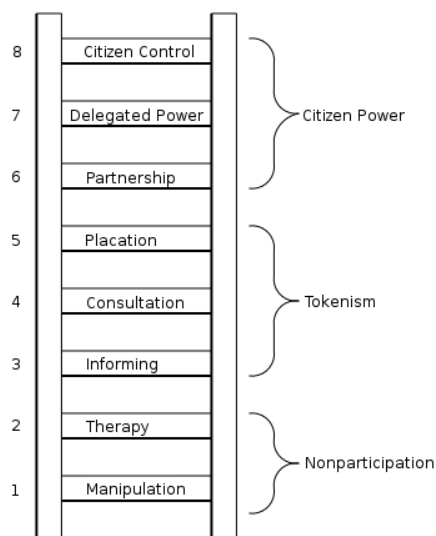 8 Citizen Control
7 Delegated Power Citizen Power
6 Partnership
5 Placation
4 Consultation Tokenism
3 Informing
2 Therapy
Nonparticipation
1 Manipulation